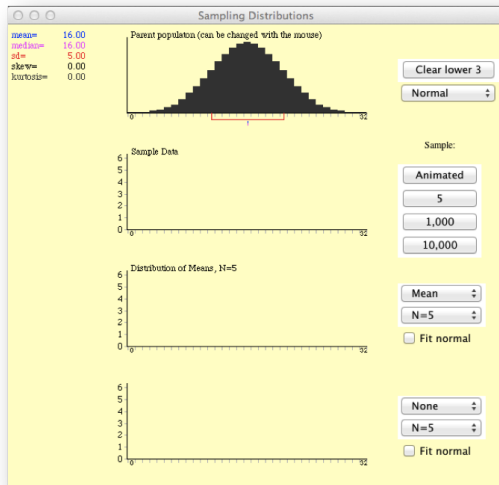 Sampling Distributions
mean= 16.00
median= 16.00
sd= 5.00
skew= 0.00
kurtosis= 0.00
Parent populaton (can be changed with the mouse)
0 32
Clear lower 3
Normal
Sample:
Animated
5
1,000
10,000
Sample Data
6
5
4
3
2
1
0
0 32
Distribution of Means, N=5
6
5
4
3
2
1
0
0 32
Mean
N=5
Fit normal
6
5
4
3
2
1
0
0 32
None
N=5
Fit normal